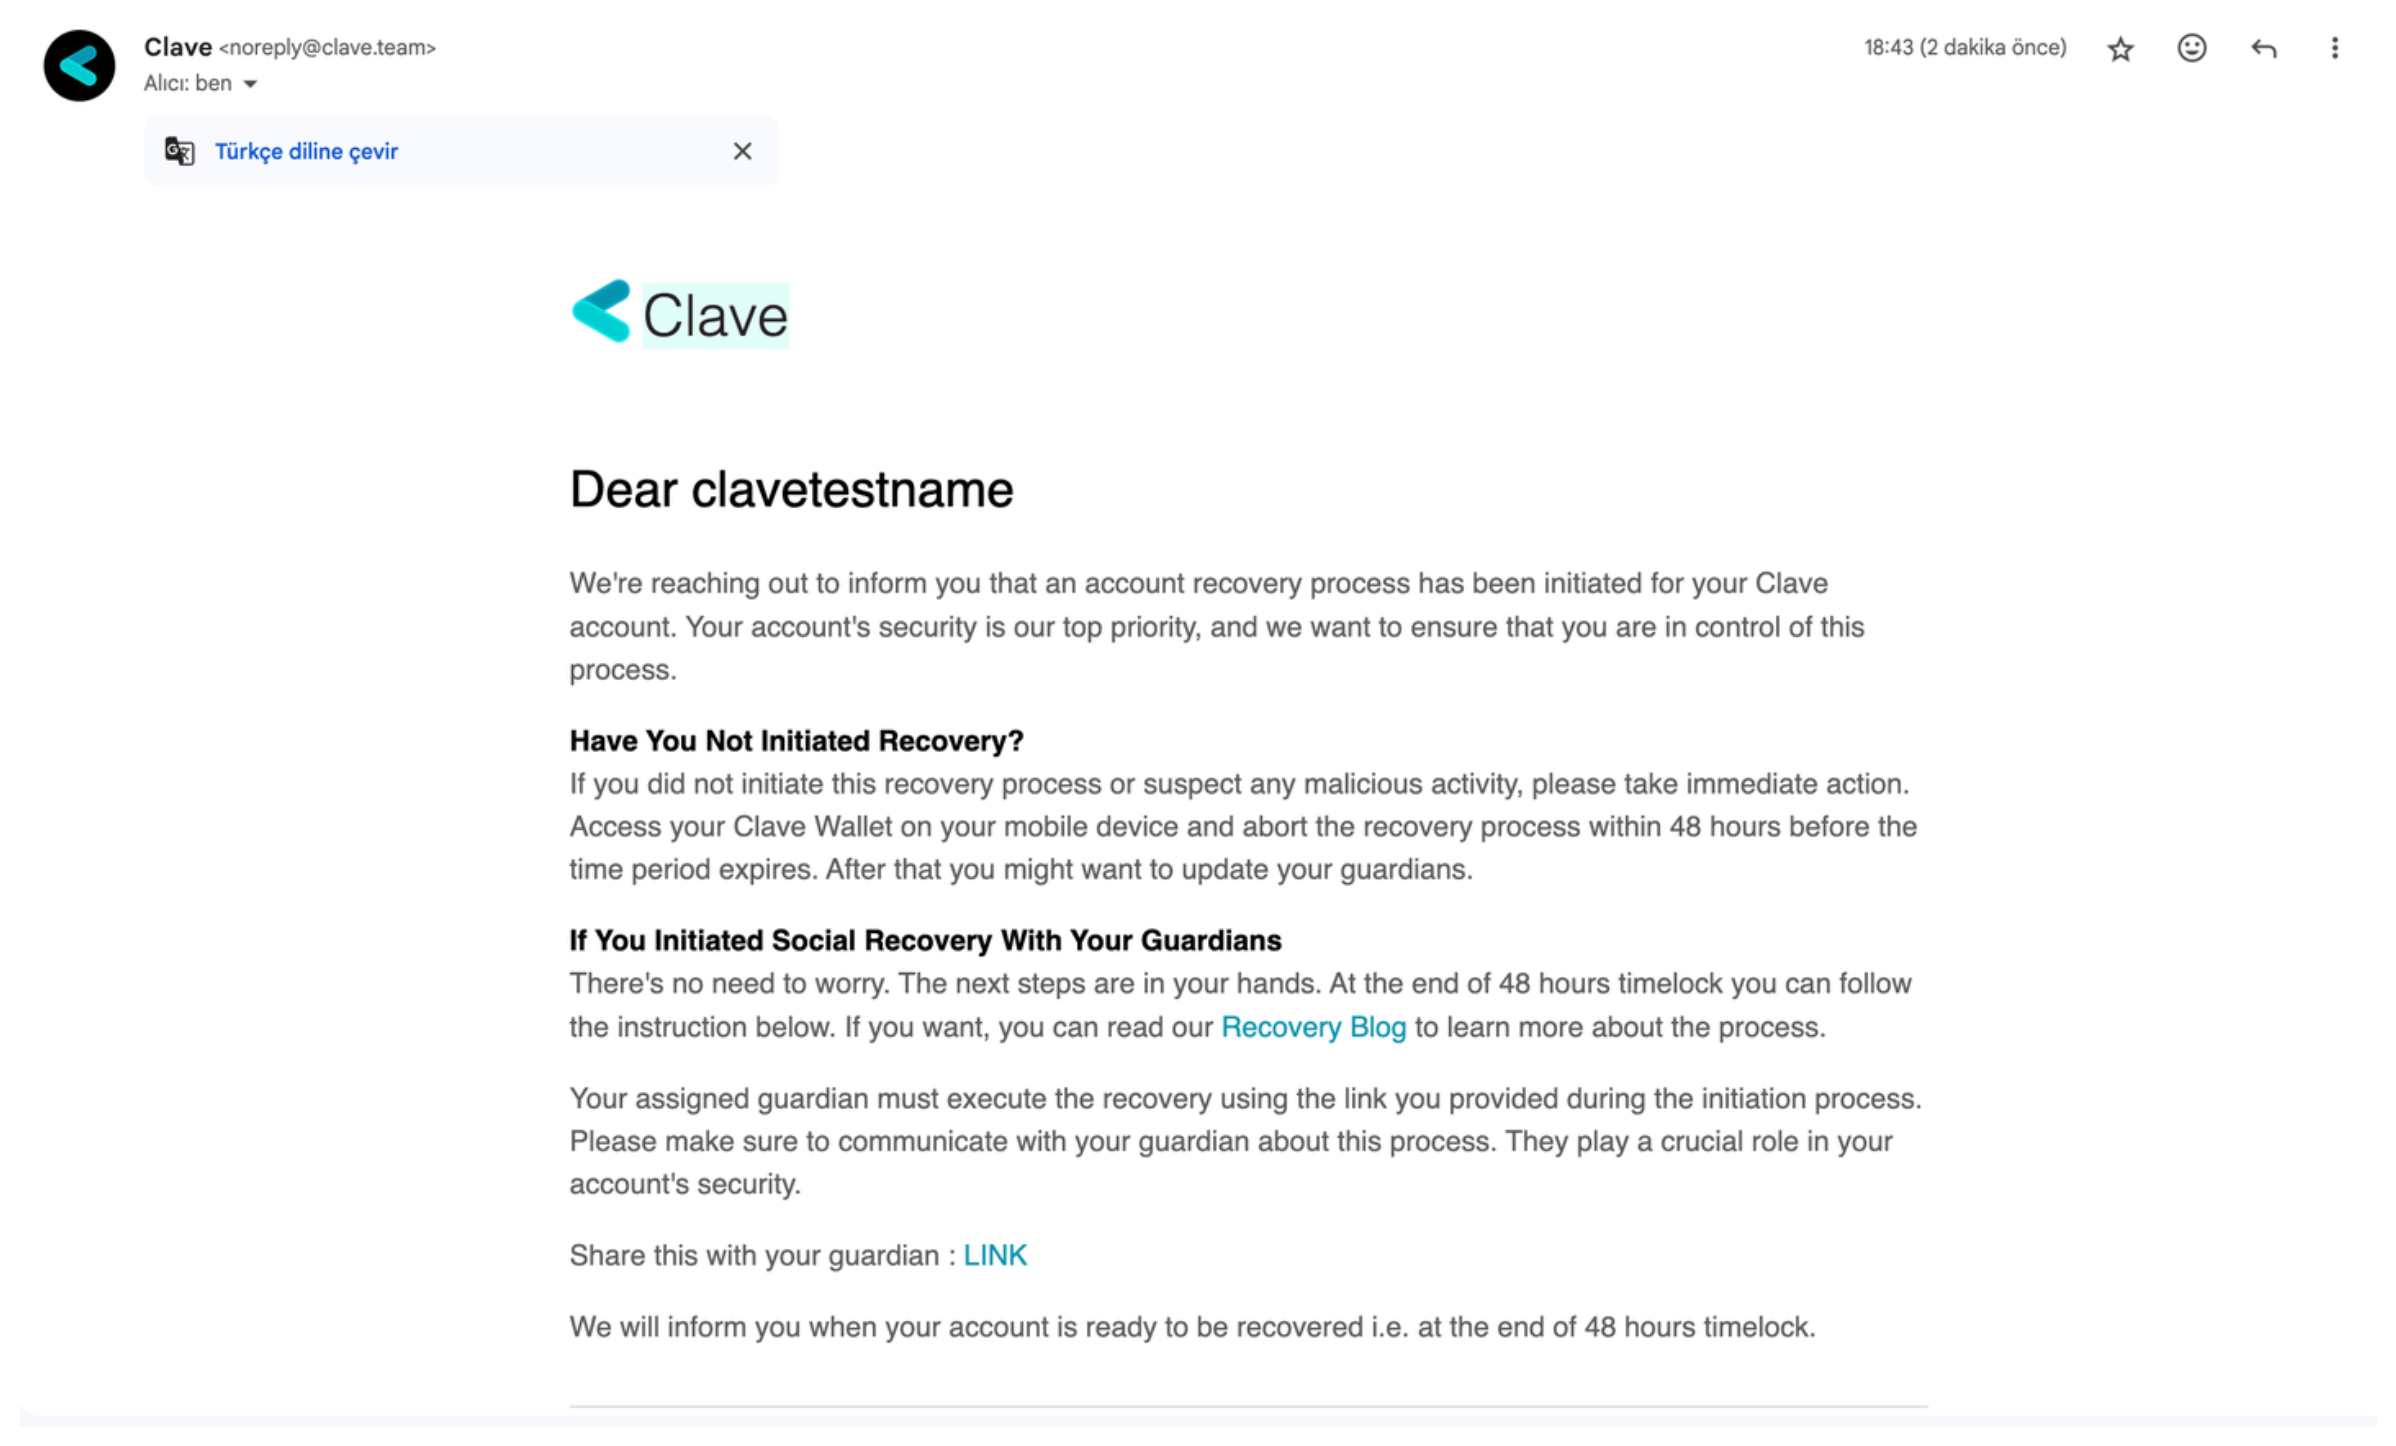 Clave <noreply@clave.team>
18:43 (2 dakika önce)
Alıcı: ben
Türkçe diline çevir
Clave
Dear clavetestname
We're reaching out to inform you that an account recovery process has been initiated for your Clave
account. Your account's security is our top priority, and we want to ensure that you are in control of this
process.
Have You Not Initiated Recovery?
If you did not initiate this recovery process or suspect any malicious activity, please take immediate action.
Access your Clave Wallet on your mobile device and abort the recovery process within 48 hours before the
time period expires. After that you might want to update your guardians.
If You Initiated Social Recovery With Your Guardians
There's no need to worry. The next steps are in your hands. At the end of 48 hours timelock you can follow
the instruction below. If you want, you can read our Recovery Blog to learn more about the process.
Your assigned guardian must execute the recovery using the link you provided during the initiation process.
Please make sure to communicate with your guardian about this process. They play a crucial role in your
account's security.
Share this with your guardian : LINK
We will inform you when your account is ready to be recovered i.e. at the end of 48 hours timelock.